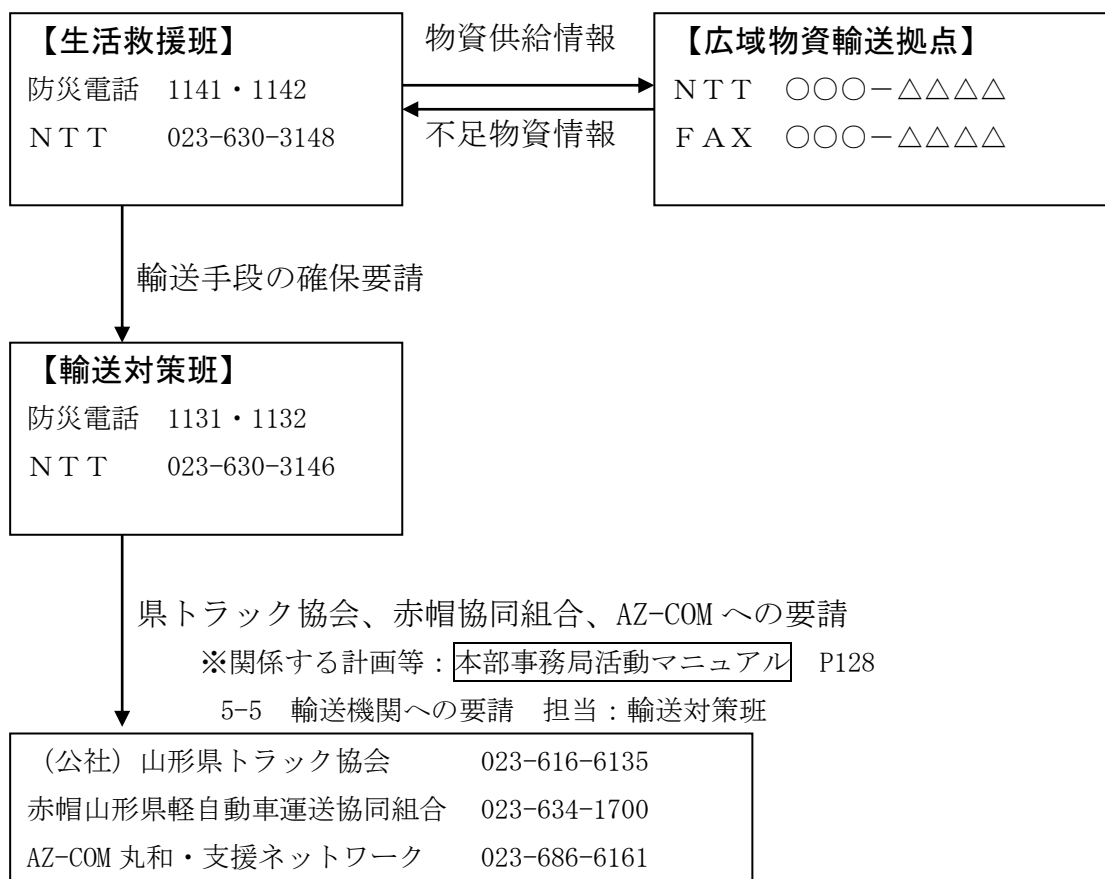 【生活救援班】
防災電話 1141・1142
ＮＴＴ 023-630-3148
物資供給情報
不足物資情報
【広域物資輸送拠点】
ＮＴＴ ○○○－△△△△
ＦＡＸ ○○○－△△△△
輸送手段の確保要請
【輸送対策班】
防災電話 1131・1132
ＮＴＴ 023-630-3146
県トラック協会、赤帽協同組合、AZ-COM への要請
※関係する計画等：本部事務局活動マニュアル P128
5-5 輸送機関への要請 担当：輸送対策班
（公社）山形県トラック協会 023-616-6135
赤帽山形県軽自動車運送協同組合 023-634-1700
AZ-COM 丸和・支援ネットワーク 023-686-6161